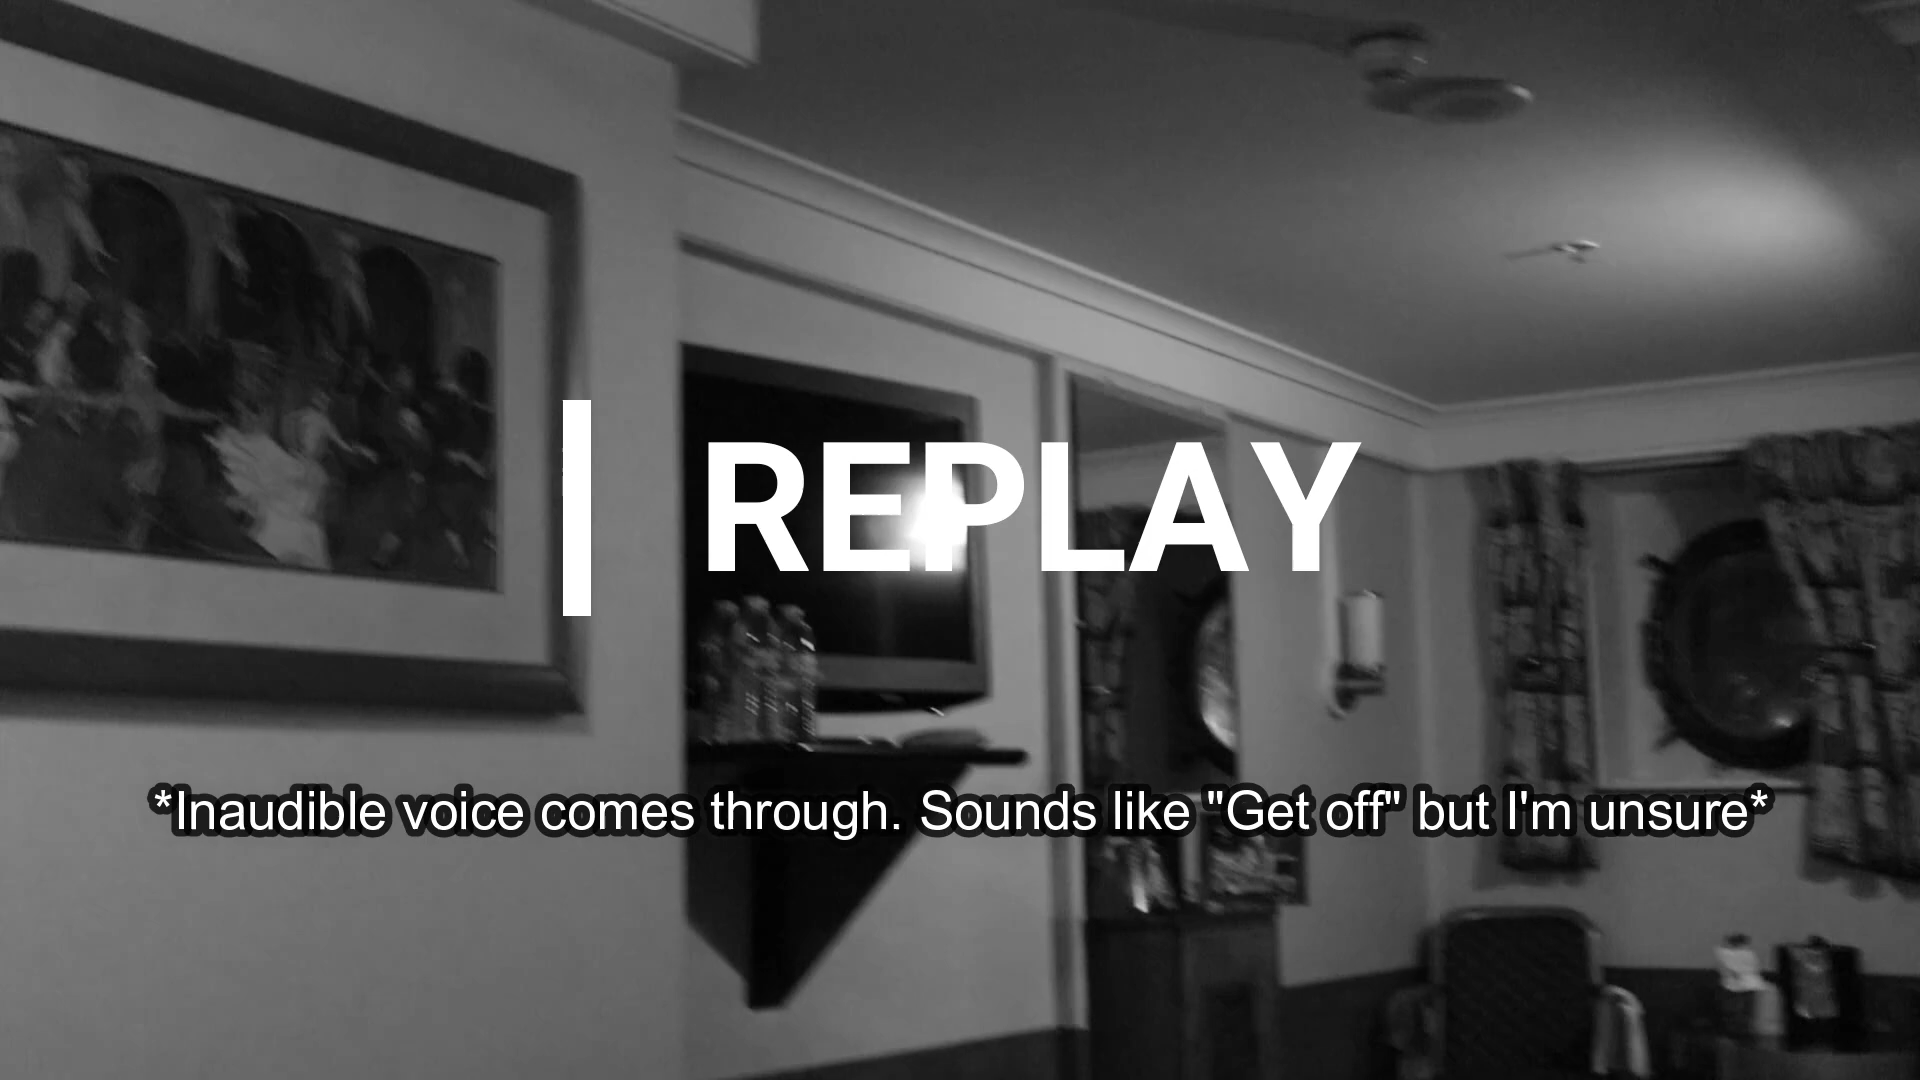 REPLAY
*Inaudible voice comes through. Sounds like "Get off" but I'm unsure*